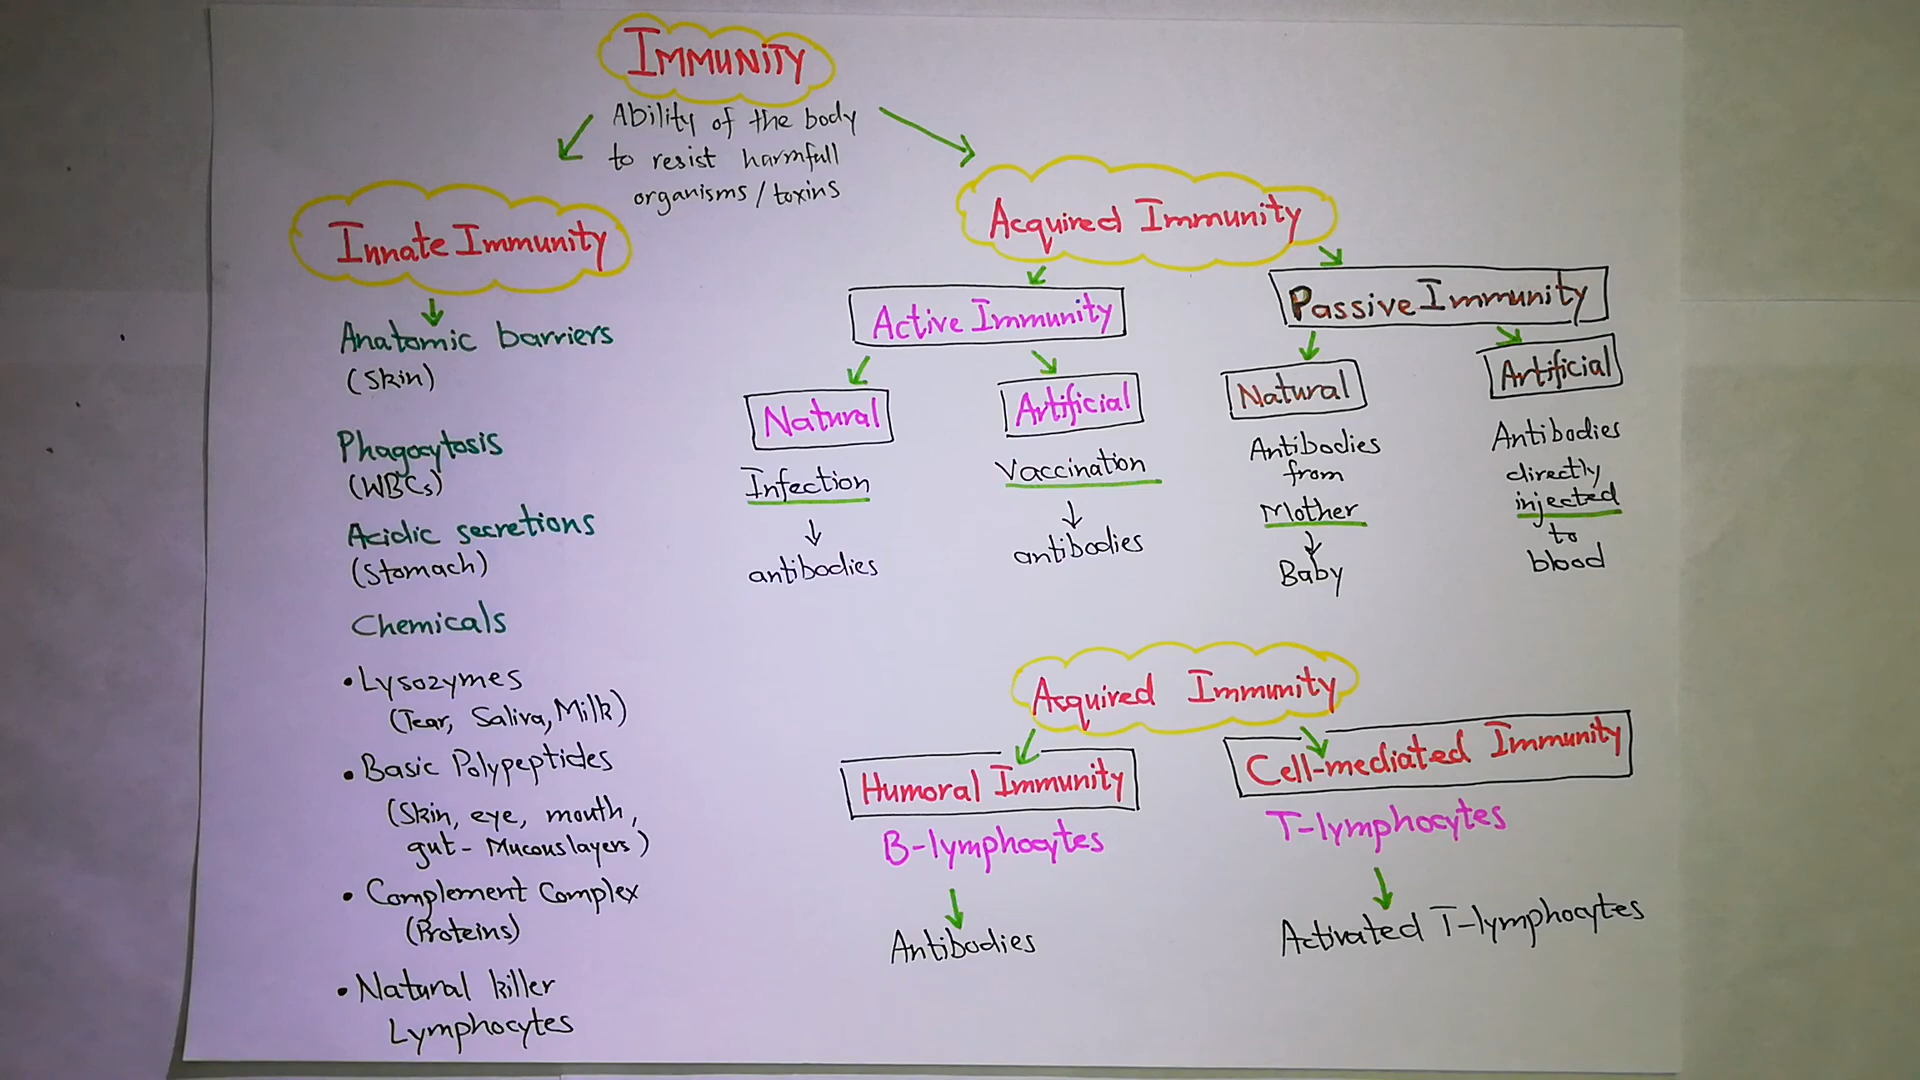 IMMUNITY
Ability of the body
to resist harmfull
organisms / toxins
Innate Immunity
Anatomic barriers
(Skin)
Phagocytosis
(WBCs)
Acidic secretions
(Stomach)
Chemicals
• Lysozymes
(Tear, Saliva, Milk)
• Basic Polypeptides
(Skin, eye, mouth,
gut - Mucous layers)
• Complement Complex
(Proteins)
• Natural killer
Lymphocytes
Acquired Immunity
Active Immunity
Natural
Infection
antibodies
Artificial
Vaccination
antibodies
Passive Immunity
Natural
Antibodies
from
Mother
Baby
Artificial
Antibodies
directly
injected
to
blood
Acquired Immunity
Humoral Immunity
B-lymphocytes
Antibodies
Cell-mediated Immunity
T-lymphocytes
Activated T-lymphocytes